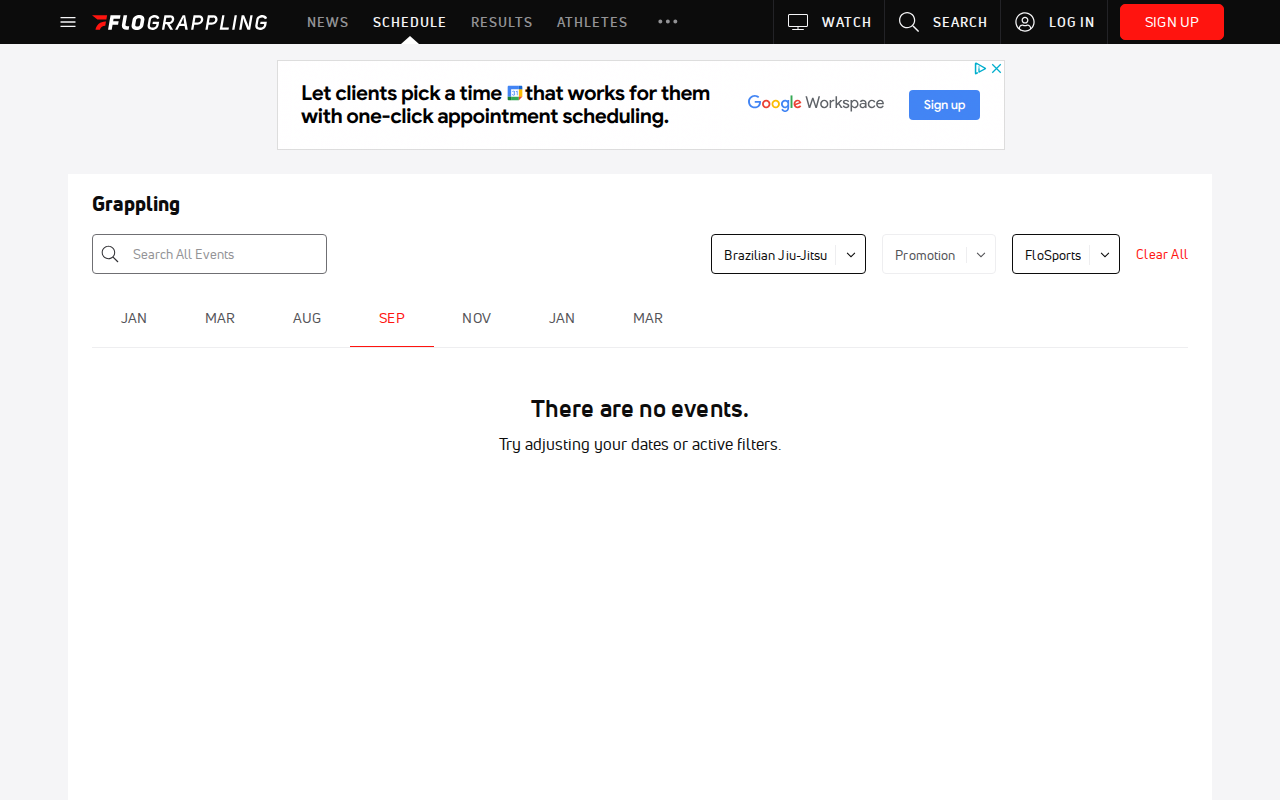 FLOGRAPPLING NEWS SCHEDULE RESULTS ATHLETES WATCH SEARCH LOG IN SIGN UP
Let clients pick a time 31 that works for them
with one-click appointment scheduling.
Google Workspace
Sign up
Grappling
Search All Events
Brazilian Jiu-Jitsu
Promotion
FloSports
Clear All
JAN MAR AUG SEP NOV JAN MAR
There are no events.
Try adjusting your dates or active filters.